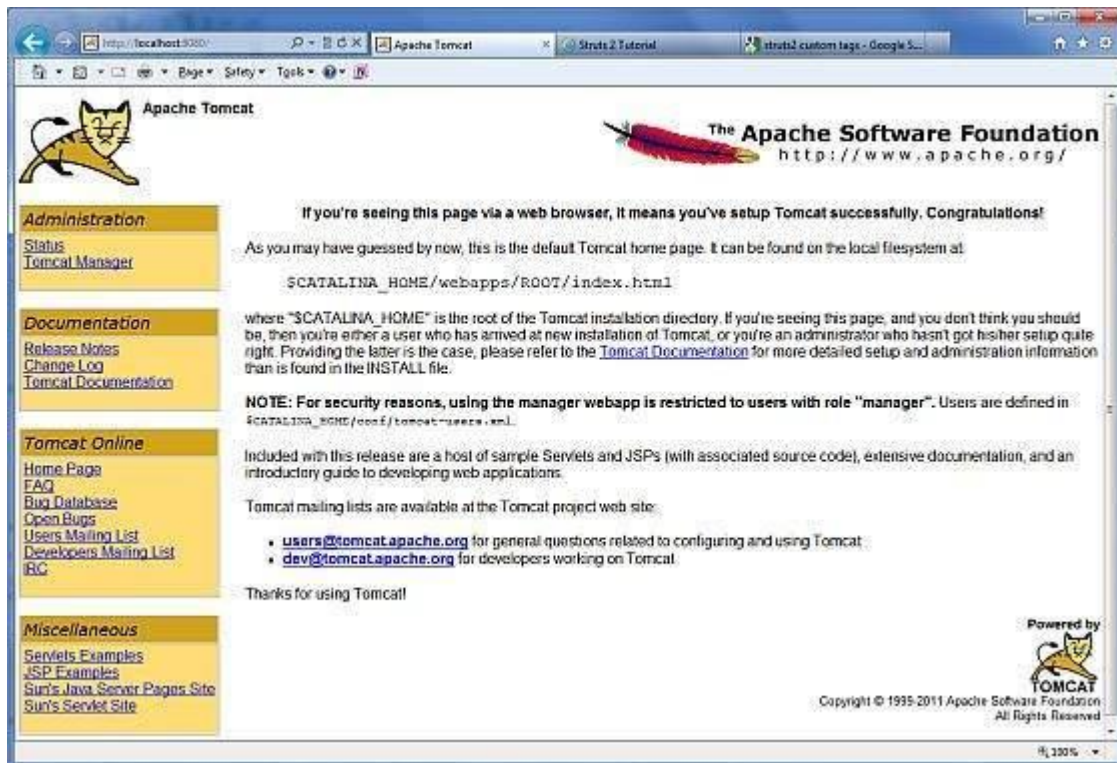 http://localhost:8080/
Apache Tomcat
Struts 2 Tutorial
struts2 custom tags - Google S...
Page
Safety
Tools
Apache Tomcat
The Apache Software Foundation
http://www.apache.org/
Administration
Status
Tomcat Manager
Documentation
Release Notes
Change Log
Tomcat Documentation
Tomcat Online
Home Page
FAQ
Bug Database
Open Bugs
Users Mailing List
Developers Mailing List
IRC
Miscellaneous
Servlets Examples
JSP Examples
Sun's Java Server Pages Site
Sun's Servlet Site
If you're seeing this page via a web browser, it means you've setup Tomcat successfully. Congratulations!
As you may have guessed by now, this is the default Tomcat home page. It can be found on the local filesystem at:
$CATALINA_HOME/webapps/ROOT/index.html
where "$CATALINA_HOME" is the root of the Tomcat installation directory. If you're seeing this page, and you don't think you should
be, then you're either a user who has arrived at new installation of Tomcat, or you're an administrator who hasn't got his/her setup quite
right. Providing the latter is the case, please refer to the Tomcat Documentation for more detailed setup and administration information
than is found in the INSTALL file.
NOTE: For security reasons, using the manager webapp is restricted to users with role "manager". Users are defined in
$CATALINA_HOME/conf/tomcat-users.xml.
Included with this release are a host of sample Servlets and JSPs (with associated source code), extensive documentation, and an
introductory guide to developing web applications.
Tomcat mailing lists are available at the Tomcat project web site:
• users@tomcat.apache.org for general questions related to configuring and using Tomcat
• dev@tomcat.apache.org for developers working on Tomcat
Thanks for using Tomcat!
Powered by
TOMCAT
Copyright © 1999-2011 Apache Software Foundation
All Rights Reserved
100%